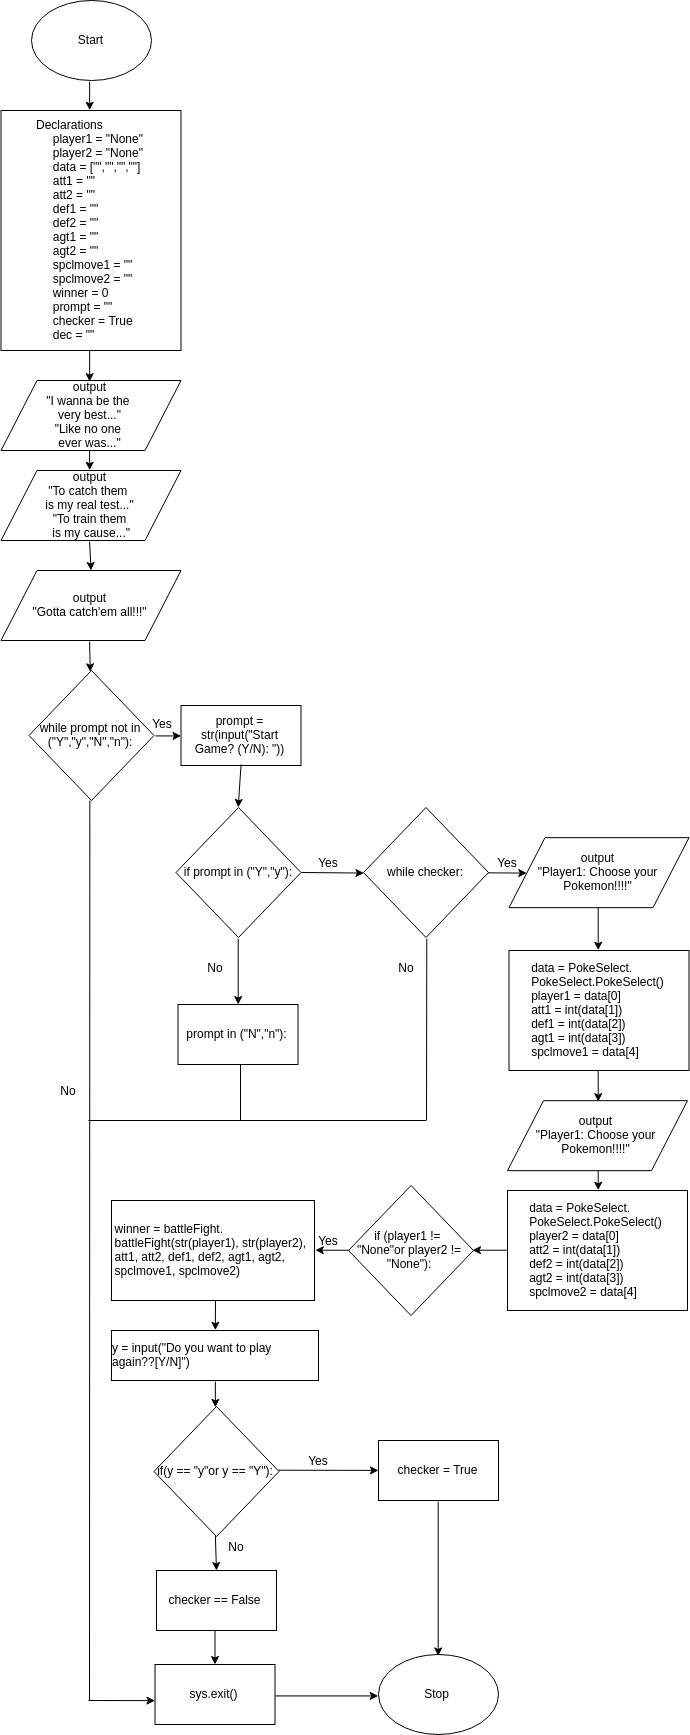 Start
Declarations
player1 = "None"
player2 = "None"
data = ["","","",""]
att1 = ""
att2 = ""
def1 = ""
def2 = ""
agt1 = ""
agt2 = ""
spclmove1 = ""
spclmove2 = ""
winner = 0
prompt = ""
checker = True
dec = ""
output
"I wanna be the
very best..."
"Like no one
ever was..."
output
"To catch them
is my real test..."
"To train them
is my cause..."
output
"Gotta catch'em all!!!"
while prompt not in
("Y","y","N","n"):
Yes
prompt =
str(input("Start
Game? (Y/N): "))
if prompt in ("Y","y"):
Yes
while checker:
Yes
output
"Player1: Choose your
Pokemon!!!!"
No
No
data = PokeSelect.
PokeSelect.PokeSelect()
player1 = data[0]
att1 = int(data[1])
def1 = int(data[2])
agt1 = int(data[3])
spclmove1 = data[4]
prompt in ("N","n"):
No
output
"Player1: Choose your
Pokemon!!!!"
data = PokeSelect.
PokeSelect.PokeSelect()
player2 = data[0]
att2 = int(data[1])
def2 = int(data[2])
agt2 = int(data[3])
spclmove2 = data[4]
if (player1 !=
"None"or player2 !=
"None"):
Yes
winner = battleFight.
battleFight(str(player1), str(player2),
att1, att2, def1, def2, agt1, agt2,
spclmove1, spclmove2)
y = input("Do you want to play
again??[Y/N]")
if(y == "y"or y == "Y"):
Yes
checker = True
No
checker == False
sys.exit()
Stop